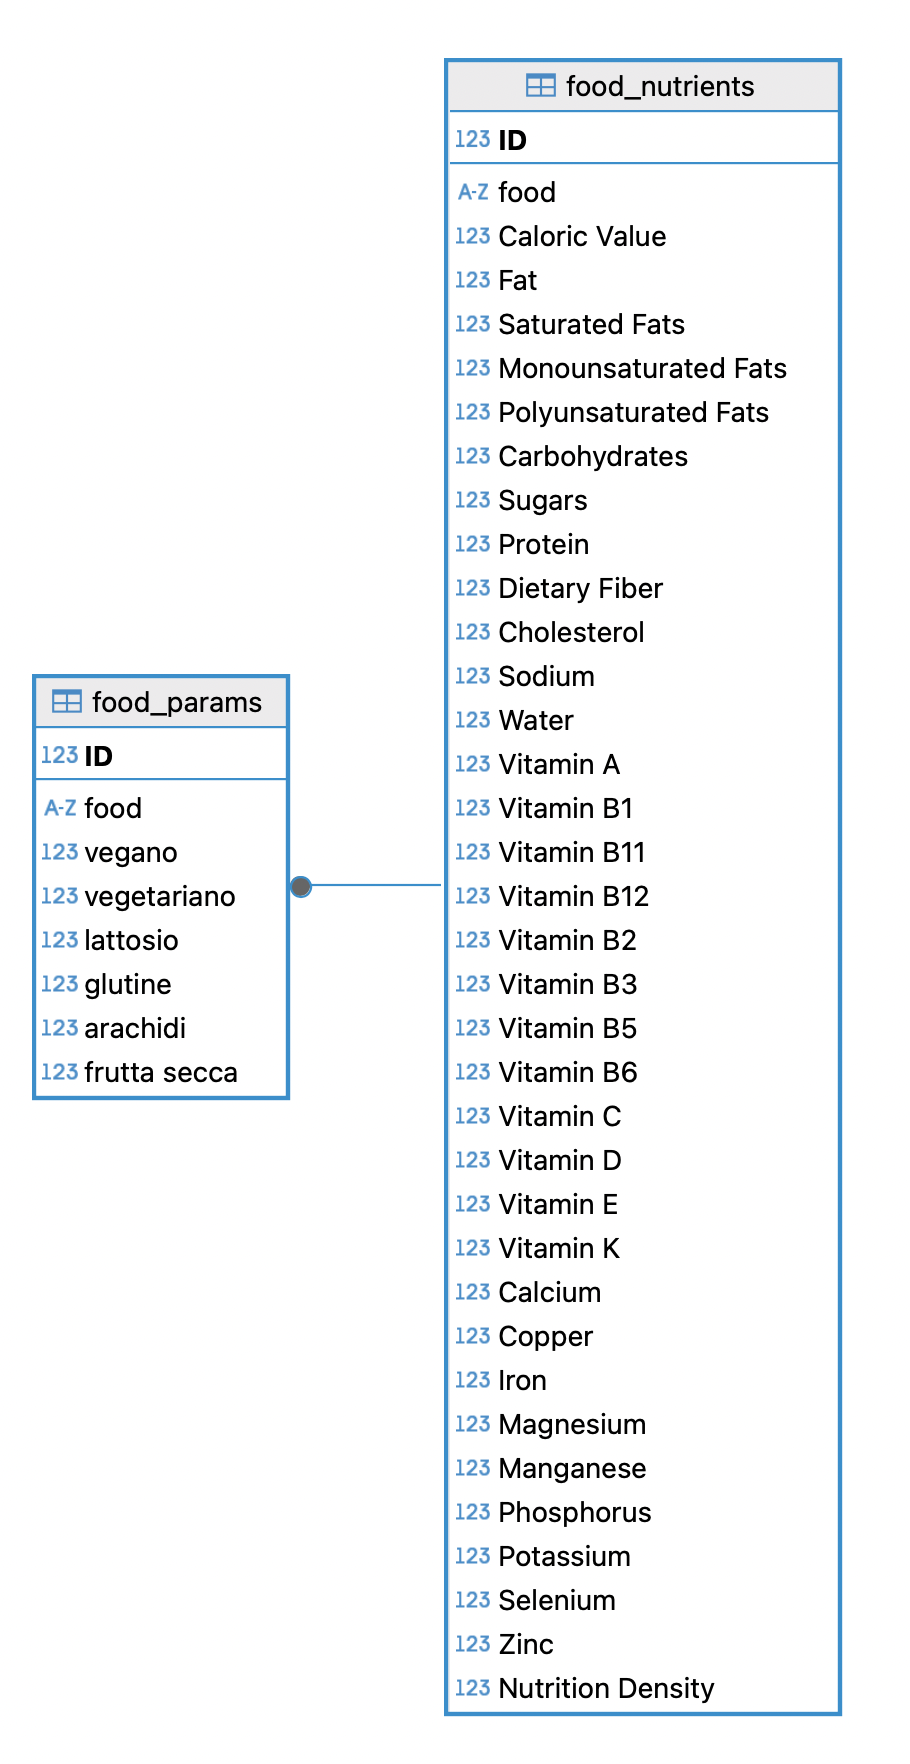 food_nutrients
123 ID
A-Z food
123 Caloric Value
123 Fat
123 Saturated Fats
123 Monounsaturated Fats
123 Polyunsaturated Fats
123 Carbohydrates
123 Sugars
123 Protein
123 Dietary Fiber
123 Cholesterol
123 Sodium
123 Water
123 Vitamin A
123 Vitamin B1
123 Vitamin B11
123 Vitamin B12
123 Vitamin B2
123 Vitamin B3
123 Vitamin B5
123 Vitamin B6
123 Vitamin C
123 Vitamin D
123 Vitamin E
123 Vitamin K
123 Calcium
123 Copper
123 Iron
123 Magnesium
123 Manganese
123 Phosphorus
123 Potassium
123 Selenium
123 Zinc
123 Nutrition Density
food_params
123 ID
A-Z food
123 vegano
123 vegetariano
123 lattosio
123 glutine
123 arachidi
123 frutta secca